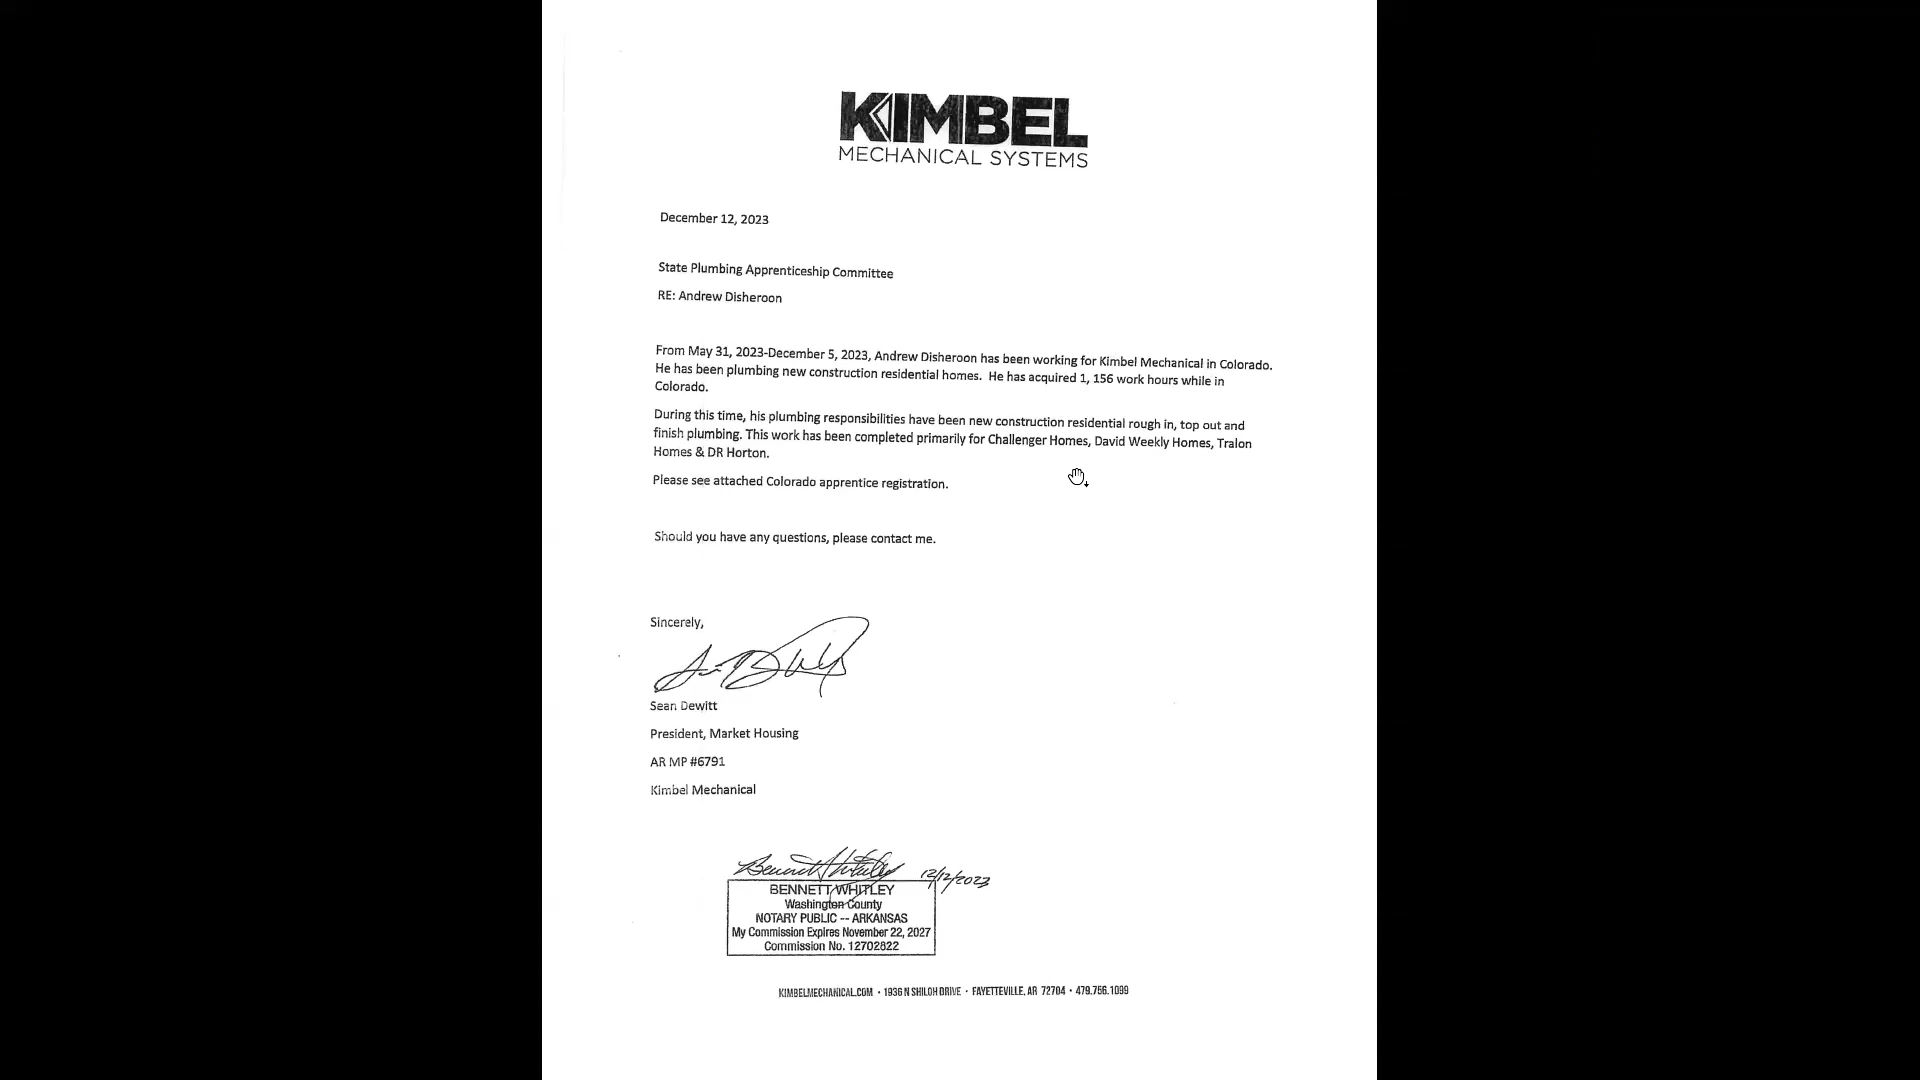 KIMBEL
MECHANICAL SYSTEMS
December 12, 2023
State Plumbing Apprenticeship Committee
RE: Andrew Disheroon
From May 31, 2023-December 5, 2023, Andrew Disheroon has been working for Kimbel Mechanical in Colorado.
He has been plumbing new construction residential homes.  He has acquired 1, 156 work hours while in
Colorado.
During this time, his plumbing responsibilities have been new construction residential rough in, top out and
finish plumbing. This work has been completed primarily for Challenger Homes, David Weekly Homes, Tralon
Homes & DR Horton.
Please see attached Colorado apprentice registration.
Should you have any questions, please contact me.
Sincerely,
Sean Dewitt
President, Market Housing
AR MP #6791
Kimbel Mechanical
Bennett Whitley 12/12/2023
BENNETT WHITLEY
Washington County
NOTARY PUBLIC -- ARKANSAS
My Commission Expires November 22, 2027
Commission No. 12702822
KIMBELMECHANICAL.COM • 1936 N SHILOH DRIVE • FAYETTEVILLE, AR 72704 • 479.756.1099